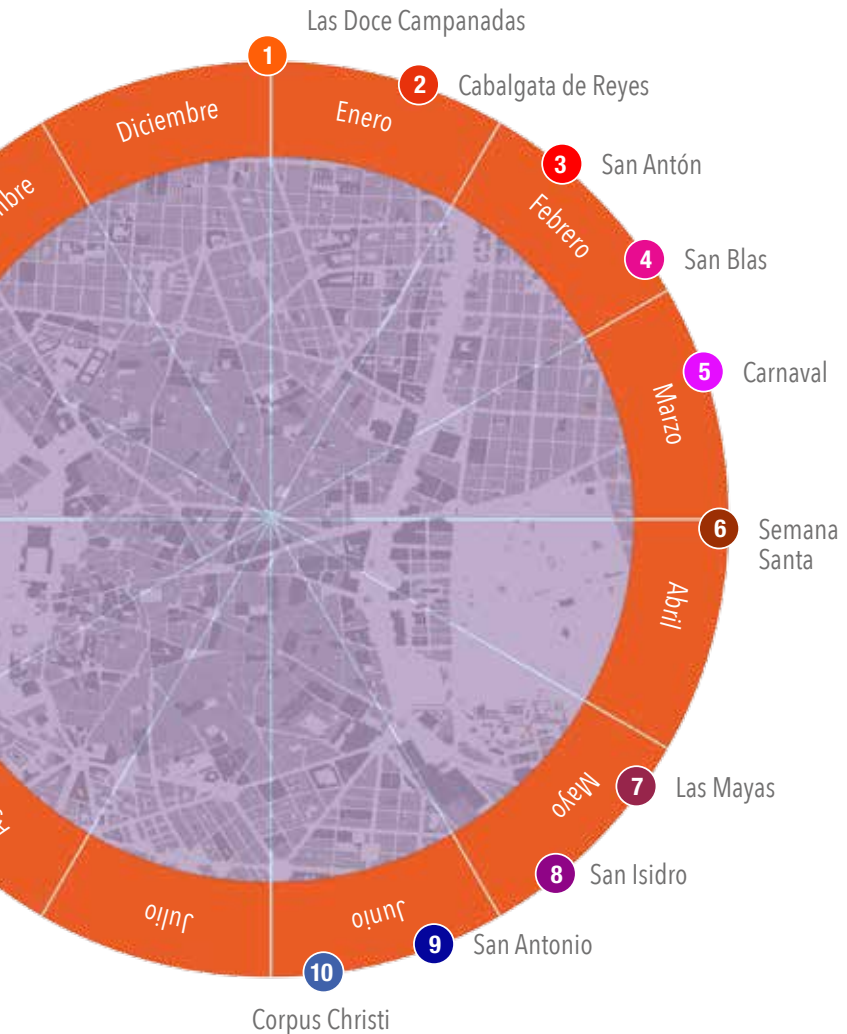 Las Doce Campanadas
1
Diciembre
Enero
2
Cabalgata de Reyes
3
San Antón
Febrero
4
San Blas
5
Carnaval
Marzo
6
Semana
Santa
Abril
7
Las Mayas
Mayo
8
San Isidro
Junio
9
San Antonio
Julio
10
Corpus Christi